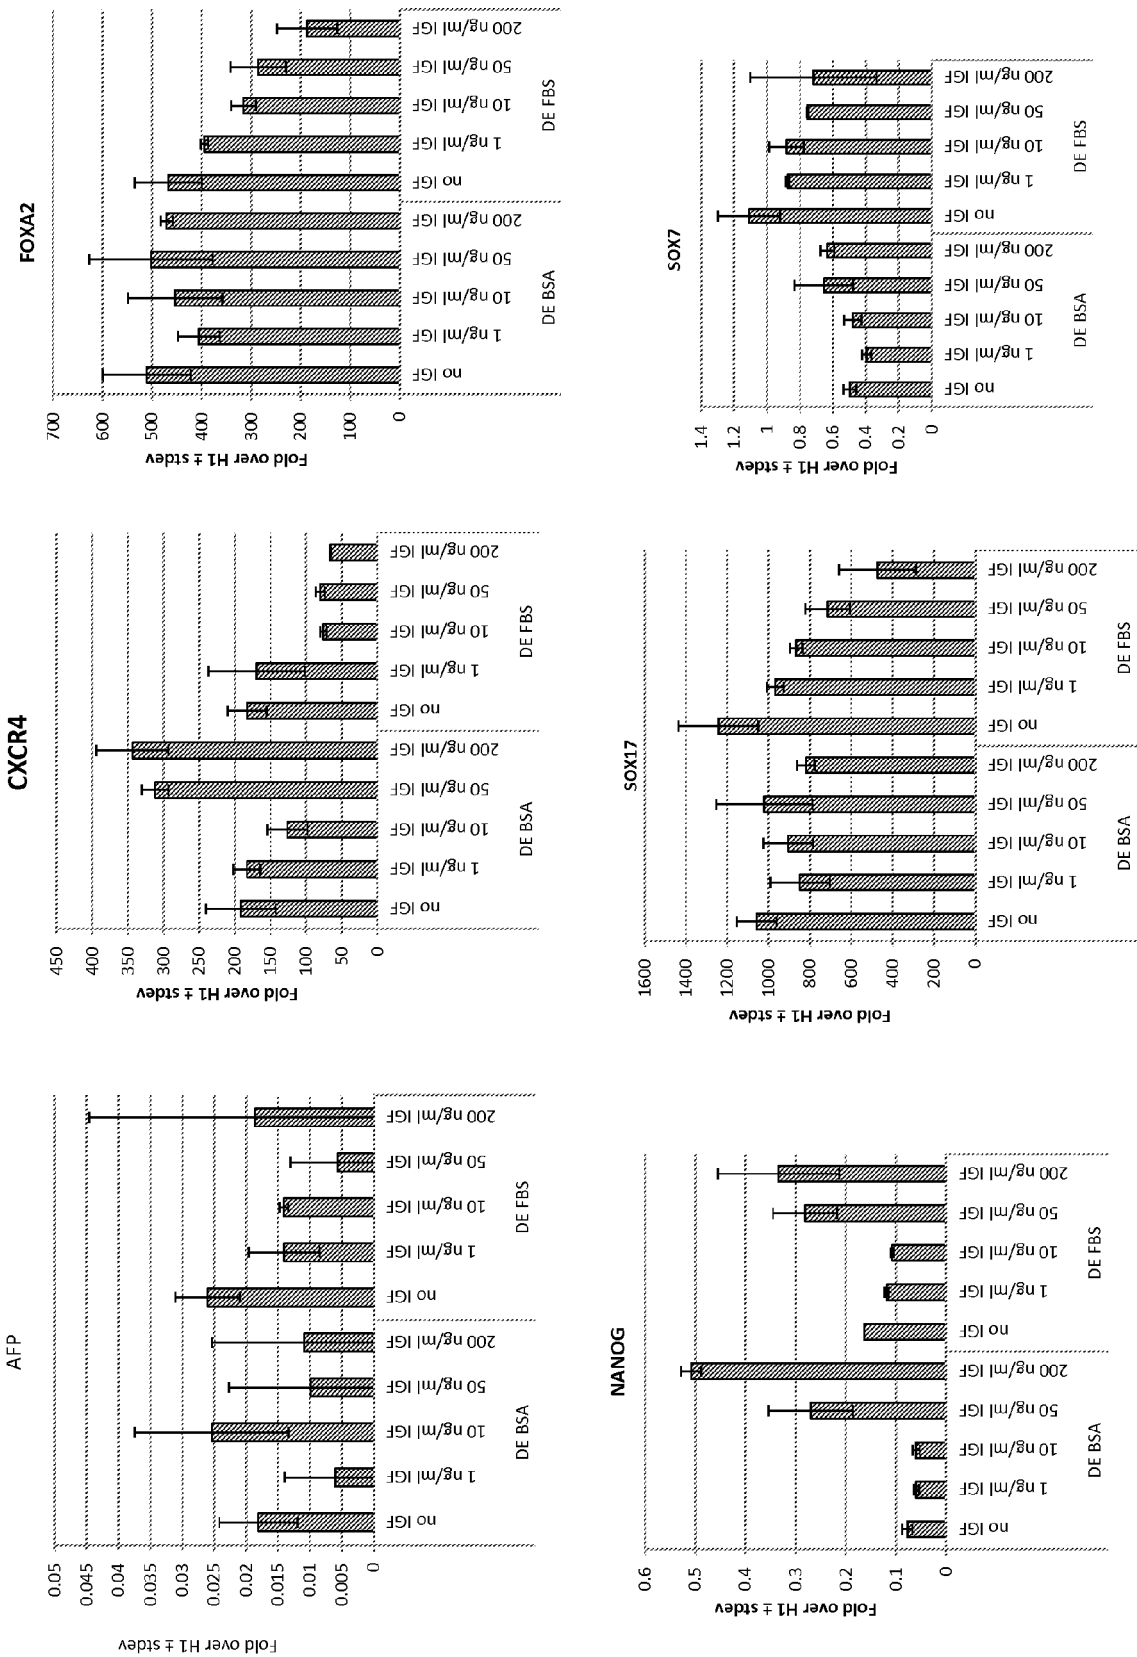 AFP
Fold over H1 ± stdev
0.05
0.045
0.04
0.035
0.03
0.025
0.02
0.015
0.01
0.005
0
no IGF
1 ng/ml IGF
10 ng/ml IGF
50 ng/ml IGF
200 ng/ml IGF
no IGF
1 ng/ml IGF
10 ng/ml IGF
50 ng/ml IGF
200 ng/ml IGF
DE BSA
DE FBS
CXCR4
Fold over H1 ± stdev
450
400
350
300
250
200
150
100
50
0
no IGF
1 ng/ml IGF
10 ng/ml IGF
50 ng/ml IGF
200 ng/ml IGF
no IGF
1 ng/ml IGF
10 ng/ml IGF
50 ng/ml IGF
200 ng/ml IGF
DE BSA
DE FBS
FOXA2
Fold over H1 ± stdev
700
600
500
400
300
200
100
0
no IGF
1 ng/ml IGF
10 ng/ml IGF
50 ng/ml IGF
200 ng/ml IGF
no IGF
1 ng/ml IGF
10 ng/ml IGF
50 ng/ml IGF
200 ng/ml IGF
DE BSA
DE FBS
NANOG
Fold over H1 ± stdev
0.6
0.5
0.4
0.3
0.2
0.1
0
no IGF
1 ng/ml IGF
10 ng/ml IGF
50 ng/ml IGF
200 ng/ml IGF
no IGF
1 ng/ml IGF
10 ng/ml IGF
50 ng/ml IGF
200 ng/ml IGF
DE BSA
DE FBS
SOX17
Fold over H1 ± stdev
1600
1400
1200
1000
800
600
400
200
0
no IGF
1 ng/ml IGF
10 ng/ml IGF
50 ng/ml IGF
200 ng/ml IGF
no IGF
1 ng/ml IGF
10 ng/ml IGF
50 ng/ml IGF
200 ng/ml IGF
DE BSA
DE FBS
SOX7
Fold over H1 ± stdev
1.4
1.2
1
0.8
0.6
0.4
0.2
0
no IGF
1 ng/ml IGF
10 ng/ml IGF
50 ng/ml IGF
200 ng/ml IGF
no IGF
1 ng/ml IGF
10 ng/ml IGF
50 ng/ml IGF
200 ng/ml IGF
DE BSA
DE FBS